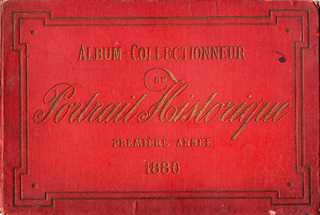 ALBUM-COLLECTIONNEUR
DU
Portrait Historique
PREMIÈRE ANNÉE
1880